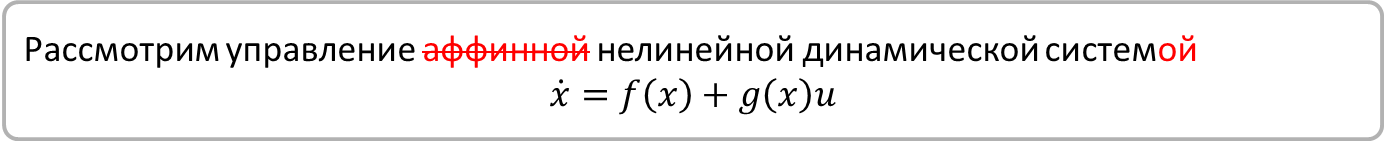 Рассмотрим управление аффинной нелинейной динамической системой
ẋ = f(x) + g(x)u